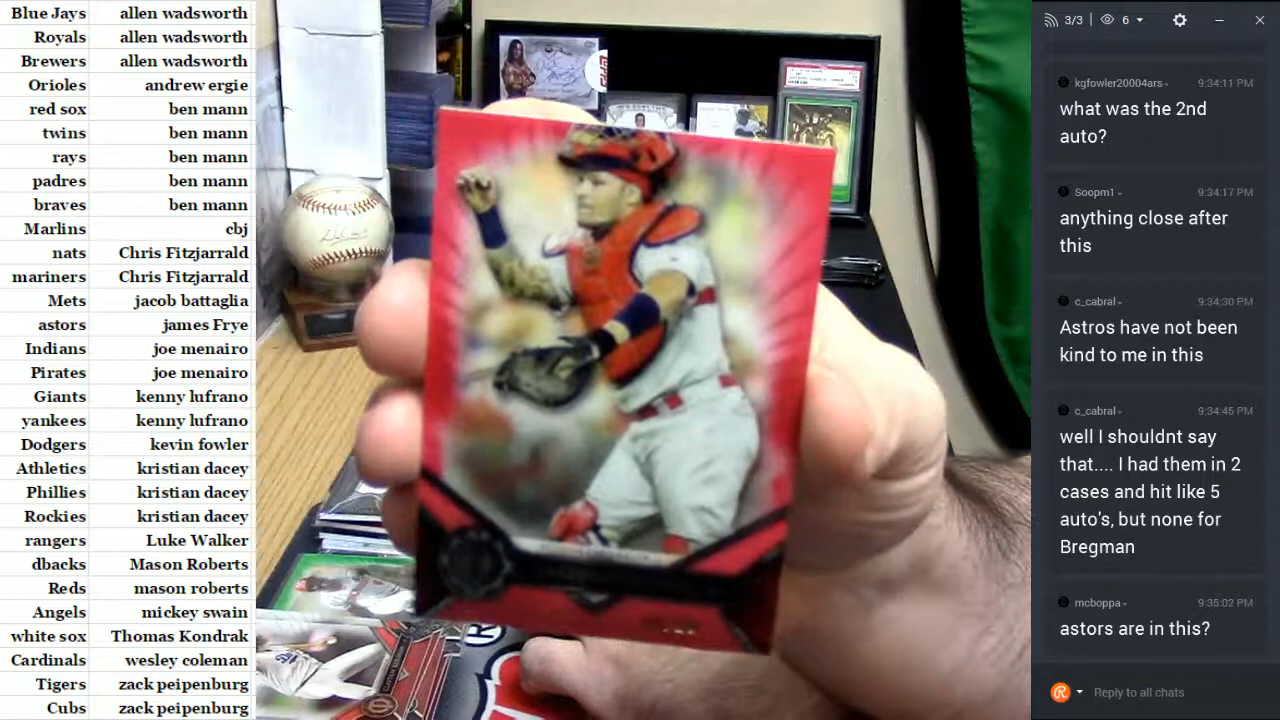 Blue Jays allen wadsworth
Royals allen wadsworth
Brewers allen wadsworth
Orioles andrew ergie
red sox ben mann
twins ben mann
rays ben mann
padres ben mann
braves ben mann
Marlins cbj
nats Chris Fitzjarrald
mariners Chris Fitzjarrald
Mets jacob battaglia
astors james Frye
Indians joe menairo
Pirates joe menairo
Giants kenny lufrano
yankees kenny lufrano
Dodgers kevin fowler
Athletics kristian dacey
Phillies kristian dacey
Rockies kristian dacey
rangers Luke Walker
dbacks Mason Roberts
Reds mason roberts
Angels mickey swain
white sox Thomas Kondrak
Cardinals wesley coleman
Tigers zack peipenburg
Cubs zack peipenburg
3/3 6
kgfowler20004ars 9:34:11 PM
what was the 2nd
auto?
Soopm1 9:34:17 PM
anything close after
this
c_cabral 9:34:30 PM
Astros have not been
kind to me in this
c_cabral 9:34:45 PM
well I shouldnt say
that.... I had them in 2
cases and hit like 5
auto's, but none for
Bregman
mcboppa 9:35:02 PM
astors are in this?
Reply to all chats